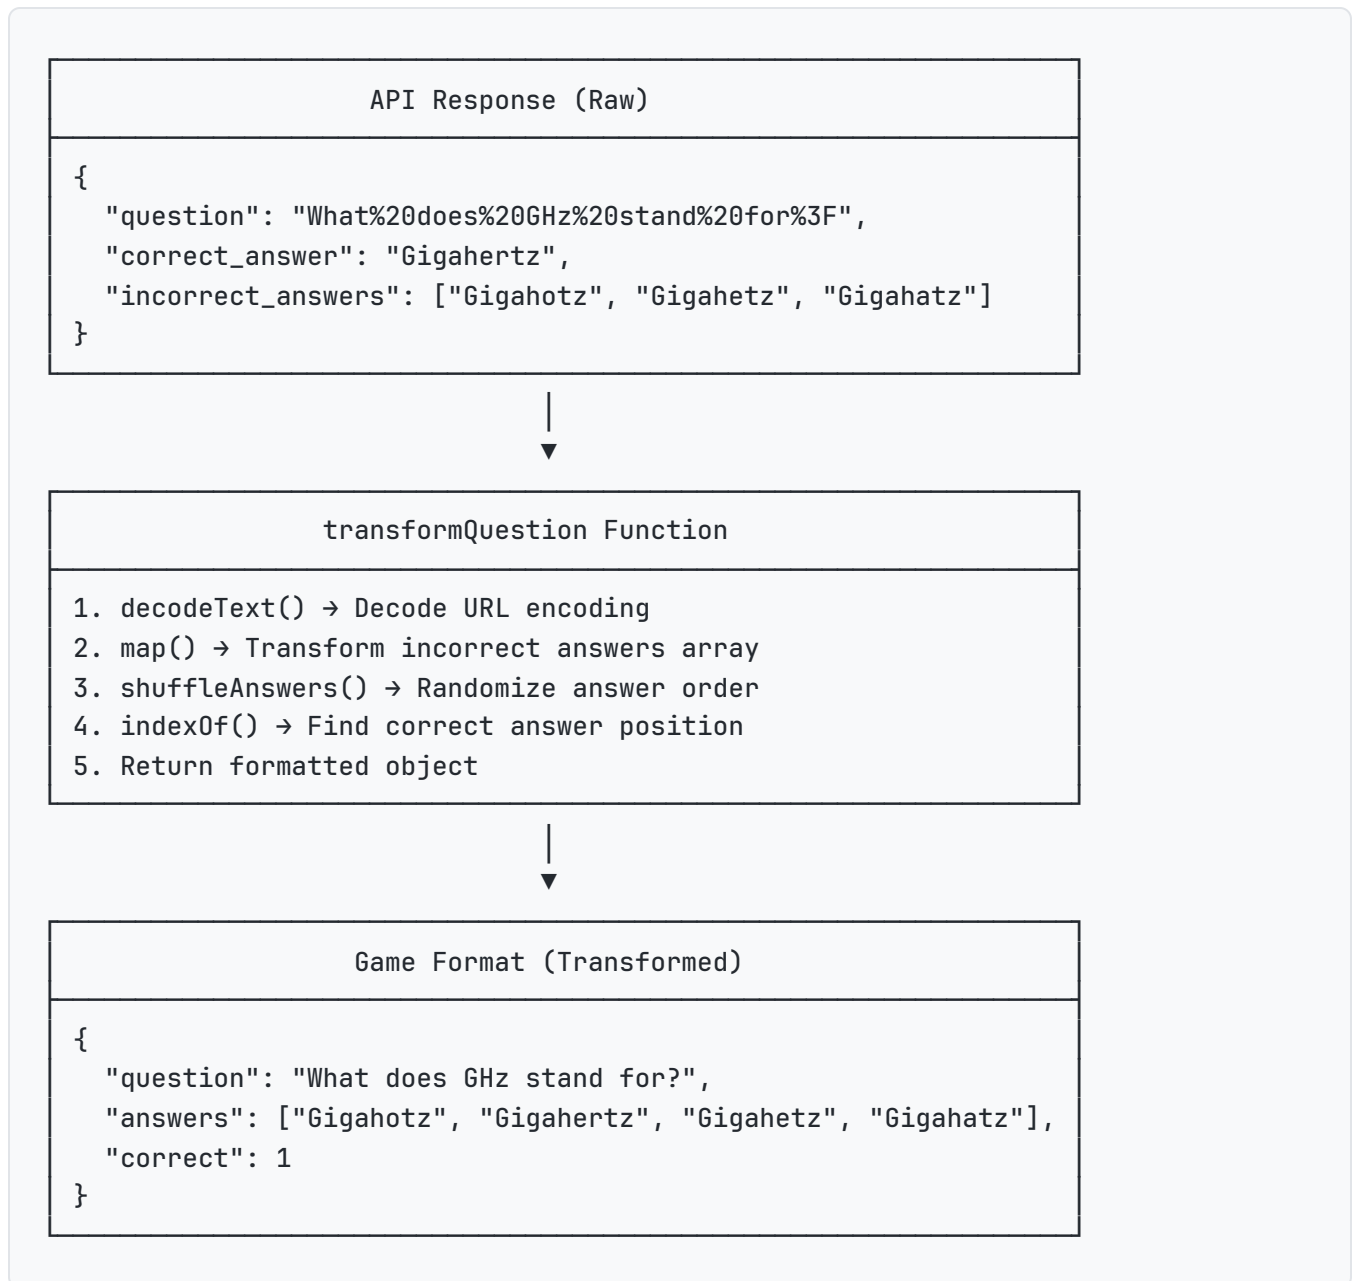 API Response (Raw)
{
"question": "What%20does%20GHz%20stand%20for%3F",
"correct_answer": "Gigahertz",
"incorrect_answers": ["Gigahotz", "Gigahetz", "Gigahatz"]
}
▼
transformQuestion Function
1. decodeText() → Decode URL encoding
2. map() → Transform incorrect answers array
3. shuffleAnswers() → Randomize answer order
4. indexOf() → Find correct answer position
5. Return formatted object
▼
Game Format (Transformed)
{
"question": "What does GHz stand for?",
"answers": ["Gigahotz", "Gigahertz", "Gigahetz", "Gigahatz"],
"correct": 1
}